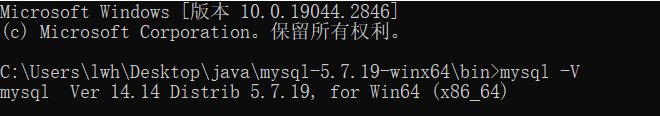 Microsoft Windows [版本 10.0.19044.2846]
(c) Microsoft Corporation。保留所有权利。
C:\Users\lwh\Desktop\java\mysql-5.7.19-winx64\bin>mysql -V
mysql  Ver 14.14 Distrib 5.7.19, for Win64 (x86_64)